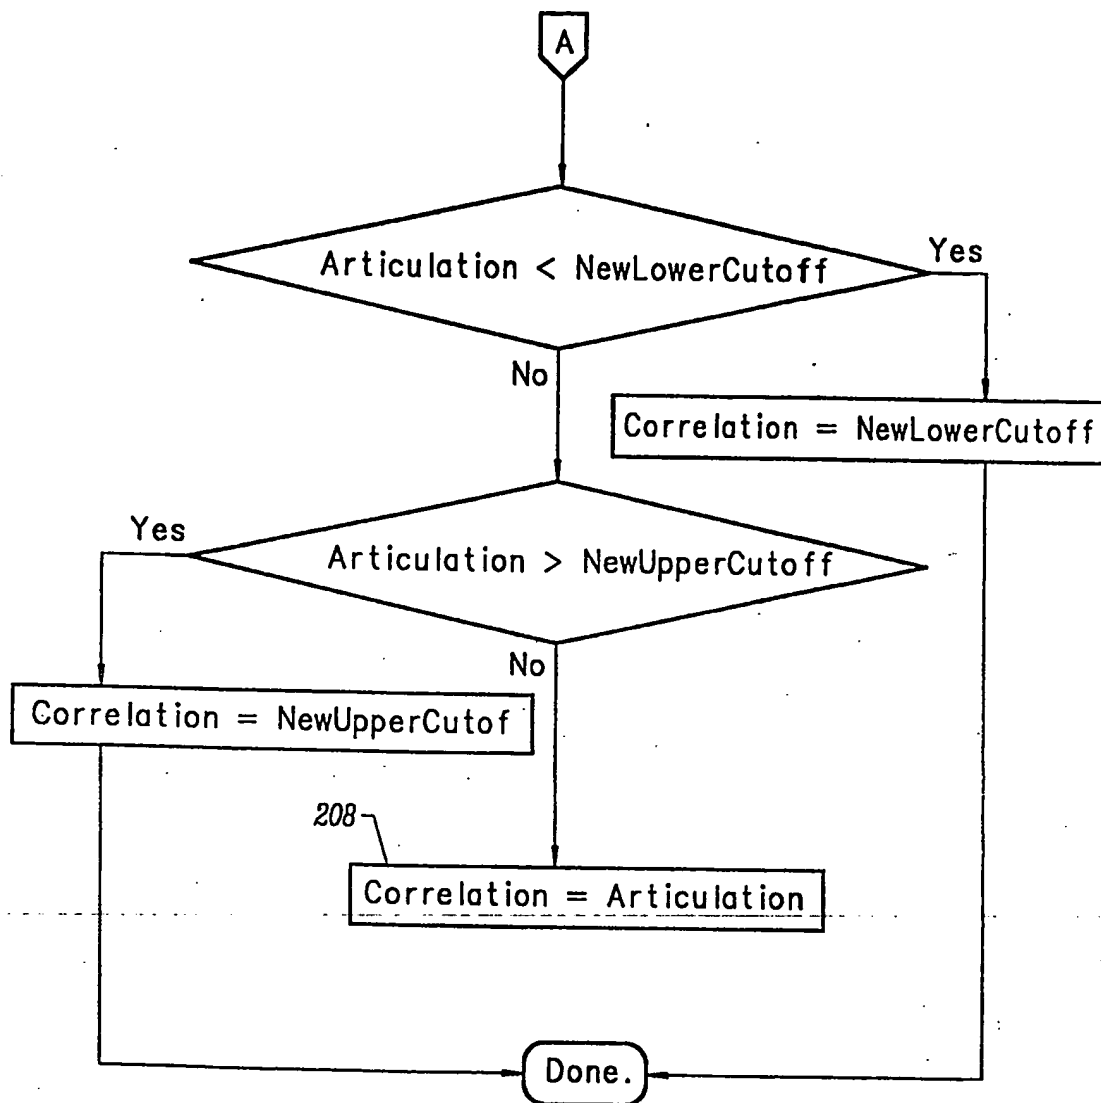 A
Articulation < NewLowerCutoff
Yes
No
Correlation = NewLowerCutoff
Yes
Articulation > NewUpperCutoff
No
Correlation = NewUpperCutof
208
Correlation = Articulation
Done.